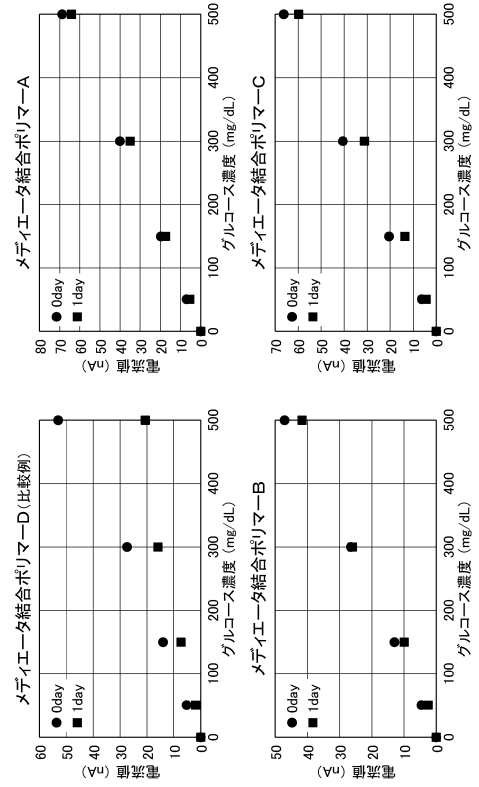 メディエータ結合ポリマーD(比較例)
●0day
■1day
電流値 (nA)
60
50
40
30
20
10
0
0 100 200 300 400 500
グルコース濃度 (mg/dL)
メディエータ結合ポリマーA
●0day
■1day
電流値 (nA)
80
70
60
50
40
30
20
10
0
0 100 200 300 400 500
グルコース濃度 (mg/dL)
メディエータ結合ポリマーB
●0day
■1day
電流値 (nA)
50
40
30
20
10
0
0 100 200 300 400 500
グルコース濃度 (mg/dL)
メディエータ結合ポリマーC
●0day
■1day
電流値 (nA)
70
60
50
40
30
20
10
0
0 100 200 300 400 500
グルコース濃度 (mg/dL)